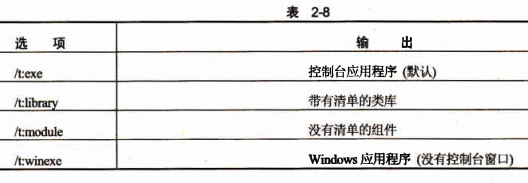 表 2-8
选 项 输 出
/t:exe 控制台应用程序 (默认)
/t:library 带有清单的类库
/t:module 没有清单的组件
/t:winexe Windows 应用程序 (没有控制台窗口)